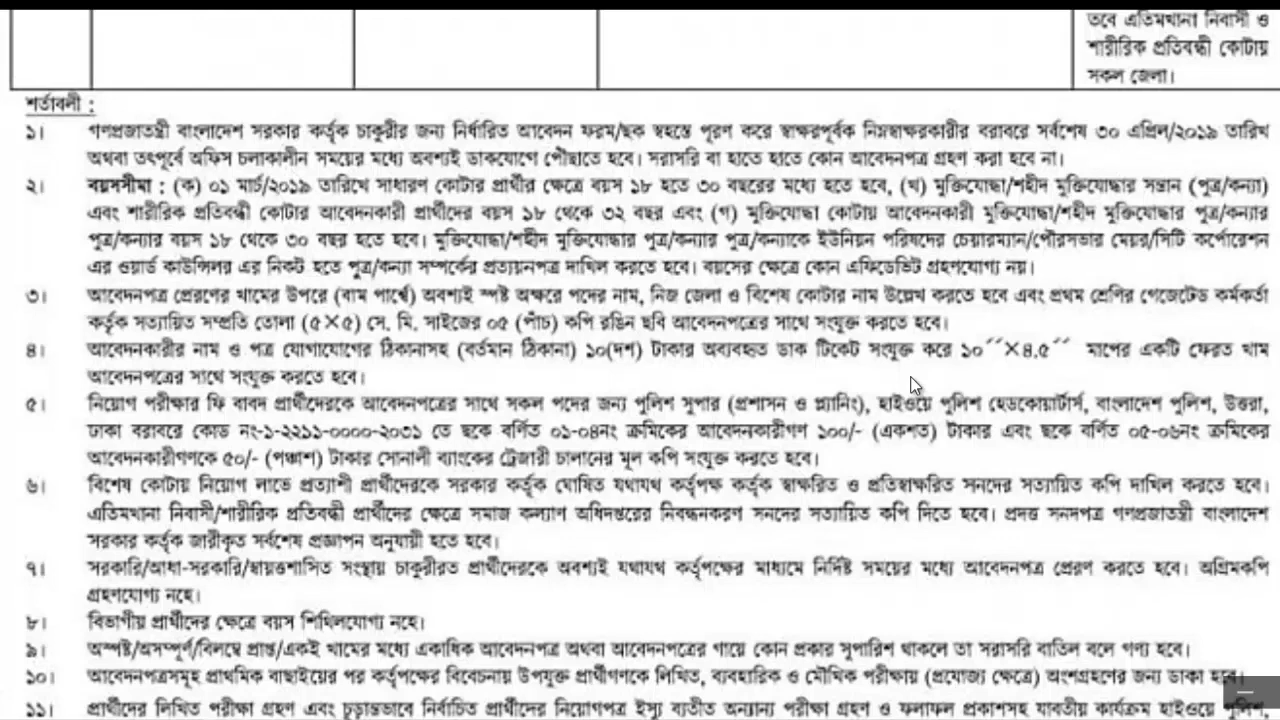 তবে এতিমখানা নিবাসী ও
শারীরিক প্রতিবন্ধী কোটায়
সকল জেলা।
শর্তাবলী :
১। গণপ্রজাতন্ত্রী বাংলাদেশ সরকার কর্তৃক চাকুরীর জন্য নির্ধারিত আবেদন ফরম/ছক স্বহস্তে পূরণ করে স্বাক্ষরপূর্বক নিম্নস্বাক্ষরকারীর বরাবরে সর্বশেষ ৩০ এপ্রিল/২০১৯ তারিখ
অথবা তৎপূর্বে অফিস চলাকালীন সময়ের মধ্যে অবশ্যই ডাকযোগে পৌঁছাতে হবে। সরাসরি বা হাতে হাতে কোন আবেদনপত্র গ্রহণ করা হবে না।
২। বয়সসীমা : (ক) ০১ মার্চ/২০১৯ তারিখে সাধারণ কোটার প্রার্থীর ক্ষেত্রে বয়স ১৮ হতে ৩০ বছরের মধ্যে হতে হবে, (খ) মুক্তিযোদ্ধা/শহীদ মুক্তিযোদ্ধার সন্তান (পুত্র/কন্যা)
এবং শারীরিক প্রতিবন্ধী কোটার আবেদনকারী প্রার্থীদের বয়স ১৮ থেকে ৩২ বছর এবং (গ) মুক্তিযোদ্ধা কোটায় আবেদনকারী মুক্তিযোদ্ধা/শহীদ মুক্তিযোদ্ধার পুত্র/কন্যার
পুত্র/কন্যার বয়স ১৮ থেকে ৩০ বছর হতে হবে। মুক্তিযোদ্ধা/শহীদ মুক্তিযোদ্ধার পুত্র/কন্যার পুত্র/কন্যাকে ইউনিয়ন পরিষদের চেয়ারম্যান/পৌরসভার মেয়র/সিটি কর্পোরেশন
এর ওয়ার্ড কাউন্সিলর এর নিকট হতে পুত্র/কন্যা সম্পর্কের প্রত্যয়নপত্র দাখিল করতে হবে। বয়সের ক্ষেত্রে কোন এফিডেভিট গ্রহণযোগ্য নয়।
৩। আবেদনপত্র প্রেরণের খামের উপরে (বাম পার্শ্বে) অবশ্যই স্পষ্ট অক্ষরে পদের নাম, নিজ জেলা ও বিশেষ কোটার নাম উল্লেখ করতে হবে এবং প্রথম শ্রেণির গেজেটেড কর্মকর্তা
কর্তৃক সত্যায়িত সম্প্রতি তোলা (৫×৫) সে. মি. সাইজের ০৫ (পাঁচ) কপি রঙিন ছবি আবেদনপত্রের সাথে সংযুক্ত করতে হবে।
৪। আবেদনকারীর নাম ও পত্র যোগাযোগের ঠিকানাসহ (বর্তমান ঠিকানা) ১০(দশ) টাকার অব্যবহৃত ডাক টিকেট সংযুক্ত করে ১০´´×৪.৫´´ মাপের একটি ফেরত খাম
আবেদনপত্রের সাথে সংযুক্ত করতে হবে।
৫। নিয়োগ পরীক্ষার ফি বাবদ প্রার্থীদেরকে আবেদনপত্রের সাথে সকল পদের জন্য পুলিশ সুপার (প্রশাসন ও প্ল্যানিং), হাইওয়ে পুলিশ হেডকোয়ার্টার্স, বাংলাদেশ পুলিশ, উত্তরা,
ঢাকা বরাবরে কোড নং-১-২২১১-০০০০-২০৩১ তে ছকে বর্ণিত ০১-০৪নং ক্রমিকের আবেদনকারীগণ ১০০/- (একশত) টাকার এবং ছকে বর্ণিত ০৫-০৬নং ক্রমিকের
আবেদনকারীগণকে ৫০/- (পঞ্চাশ) টাকার সোনালী ব্যাংকের ট্রেজারী চালানের মূল কপি সংযুক্ত করতে হবে।
৬। বিশেষ কোটায় নিয়োগ লাভে প্রত্যাশী প্রার্থীদেরকে সরকার কর্তৃক ঘোষিত যথাযথ কর্তৃপক্ষ কর্তৃক স্বাক্ষরিত ও প্রতিস্বাক্ষরিত সনদের সত্যায়িত কপি দাখিল করতে হবে।
এতিমখানা নিবাসী/শারীরিক প্রতিবন্ধী প্রার্থীদের ক্ষেত্রে সমাজ কল্যাণ অধিদপ্তরের নিবন্ধনকরণ সনদের সত্যায়িত কপি দিতে হবে। প্রদত্ত সনদপত্র গণপ্রজাতন্ত্রী বাংলাদেশ
সরকার কর্তৃক জারীকৃত সর্বশেষ প্রজ্ঞাপন অনুযায়ী হতে হবে।
৭। সরকারি/আধা-সরকারি/স্বায়ত্তশাসিত সংস্থায় চাকুরীরত প্রার্থীদেরকে অবশ্যই যথাযথ কর্তৃপক্ষের মাধ্যমে নির্দিষ্ট সময়ের মধ্যে আবেদনপত্র প্রেরণ করতে হবে। অগ্রিমকপি
গ্রহণযোগ্য নহে।
৮। বিভাগীয় প্রার্থীদের ক্ষেত্রে বয়স শিথিলযোগ্য নহে।
৯। অস্পষ্ট/অসম্পূর্ণ/বিলম্বে প্রাপ্ত/একই খামের মধ্যে একাধিক আবেদনপত্র অথবা আবেদনপত্রের গায়ে কোন প্রকার সুপারিশ থাকলে তা সরাসরি বাতিল বলে গণ্য হবে।
১০। আবেদনপত্রসমূহ প্রাথমিক বাছাইয়ের পর কর্তৃপক্ষের বিবেচনায় উপযুক্ত প্রার্থীগণকে লিখিত, ব্যবহারিক ও মৌখিক পরীক্ষায় (প্রযোজ্য ক্ষেত্রে) অংশগ্রহণের জন্য ডাকা হবে।
১১। প্রার্থীদের লিখিত পরীক্ষা গ্রহণ এবং চূড়ান্তভাবে নির্বাচিত প্রার্থীদের নিয়োগপত্র ইস্যু ব্যতীত অন্যান্য পরীক্ষা গ্রহণ ও ফলাফল প্রকাশসহ যাবতীয় কার্যক্রম হাইওয়ে পুলিশ,